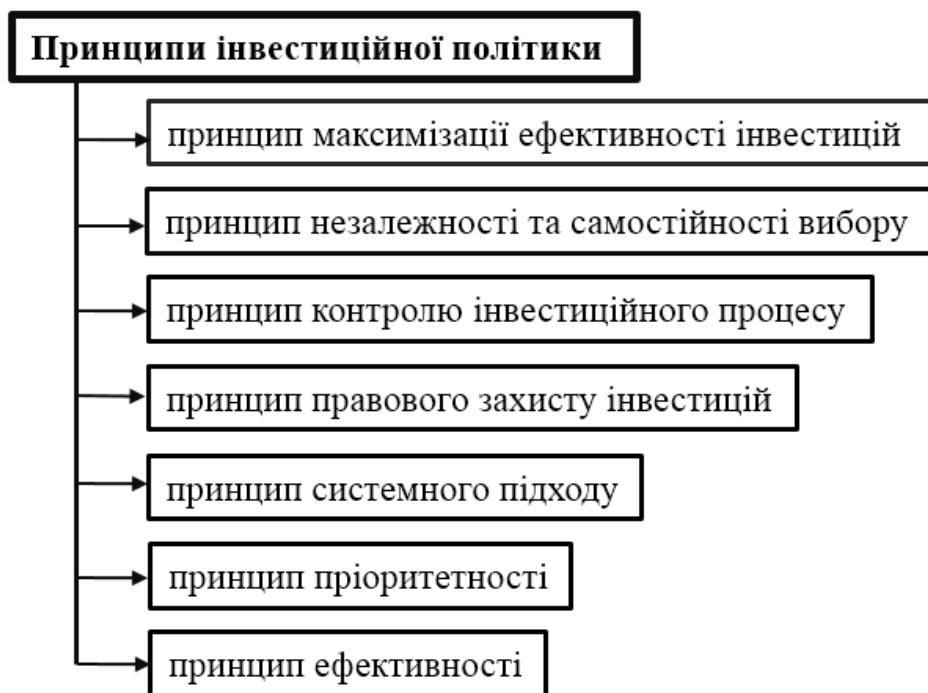 Принципи інвестиційної політики
принцип максимізації ефективності інвестицій
принцип незалежності та самостійності вибору
принцип контролю інвестиційного процесу
принцип правового захисту інвестицій
принцип системного підходу
принцип пріоритетності
принцип ефективності